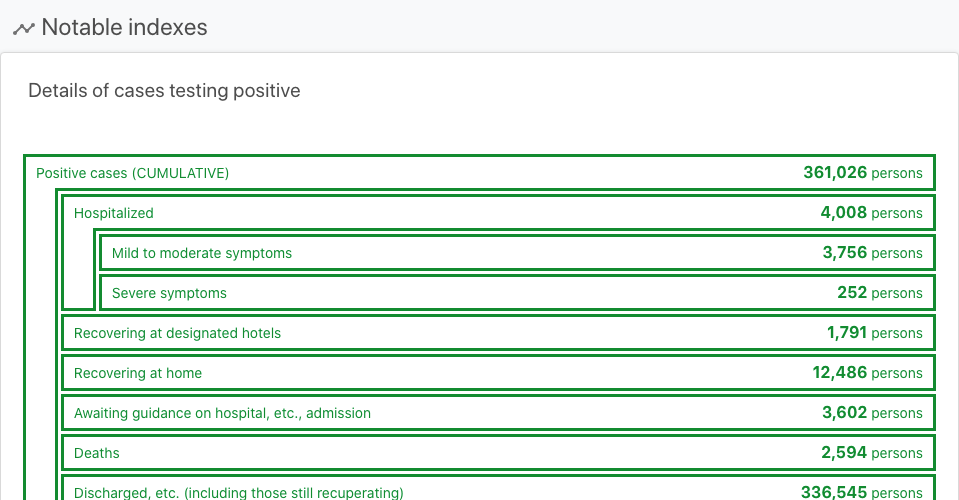 Notable indexes
Details of cases testing positive
Positive cases (CUMULATIVE) 361,026 persons
Hospitalized 4,008 persons
Mild to moderate symptoms 3,756 persons
Severe symptoms 252 persons
Recovering at designated hotels 1,791 persons
Recovering at home 12,486 persons
Awaiting guidance on hospital, etc., admission 3,602 persons
Deaths 2,594 persons
Discharged, etc. (including those still recuperating) 336,545 persons